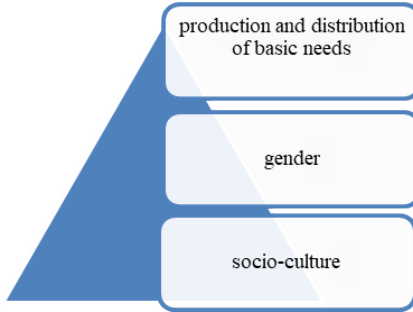 production and distribution
of basic needs
gender
socio-culture